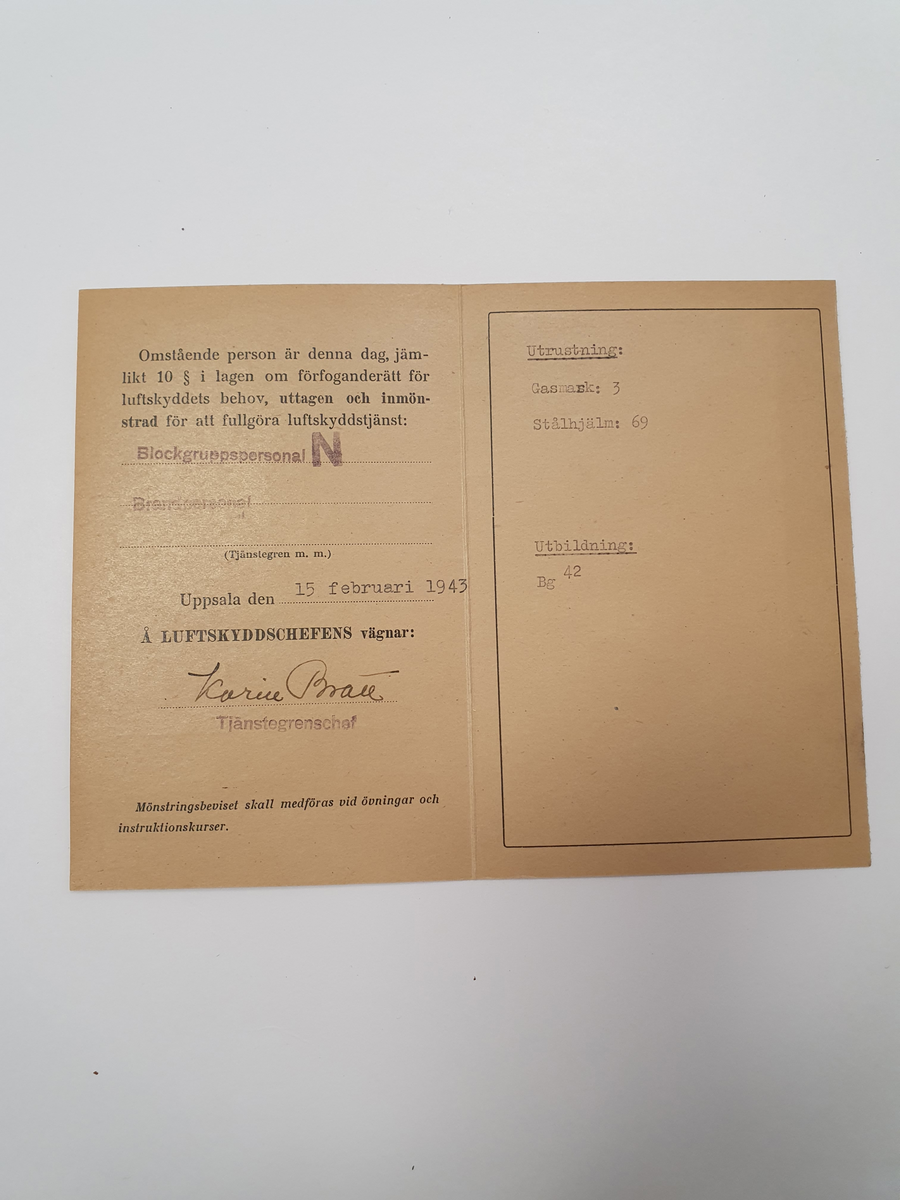 Omstående person är denna dag, jäm-
likt 10 § i lagen om förfoganderätt för
luftskyddets behov, uttagen och inmön-
strad för att fullgöra luftskyddstjänst:
Blockgruppspersonal N
Brandpersonal
(Tjänstegren m. m.)
Uppsala den 15 februari 1943
Å LUFTSKYDDSCHEFENS vägnar:
Karin
Tjänstegrenschef
Mönstringsbeviset skall medföras vid övningar och
instruktionskurser.
Utrustning:
Gasmask: 3
Stålhjälm: 69
Utbildning:
Bg 42